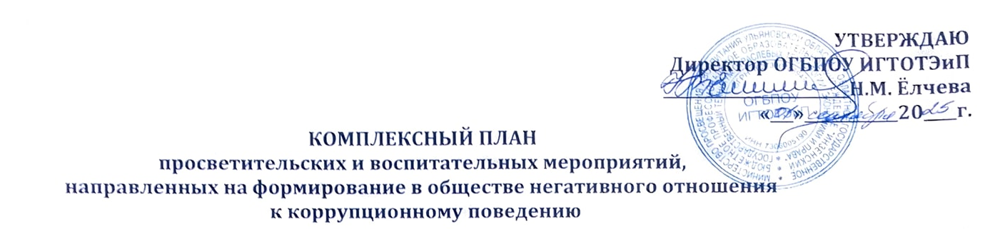 УТВЕРЖДАЮ
Директор ОГБПОУ ИГТОТЭиП
Н.М. Ёлчева
«__» сентября 2025 г.
КОМПЛЕКСНЫЙ ПЛАН
просветительских и воспитательных мероприятий,
направленных на формирование в обществе негативного отношения
к коррупционному поведению